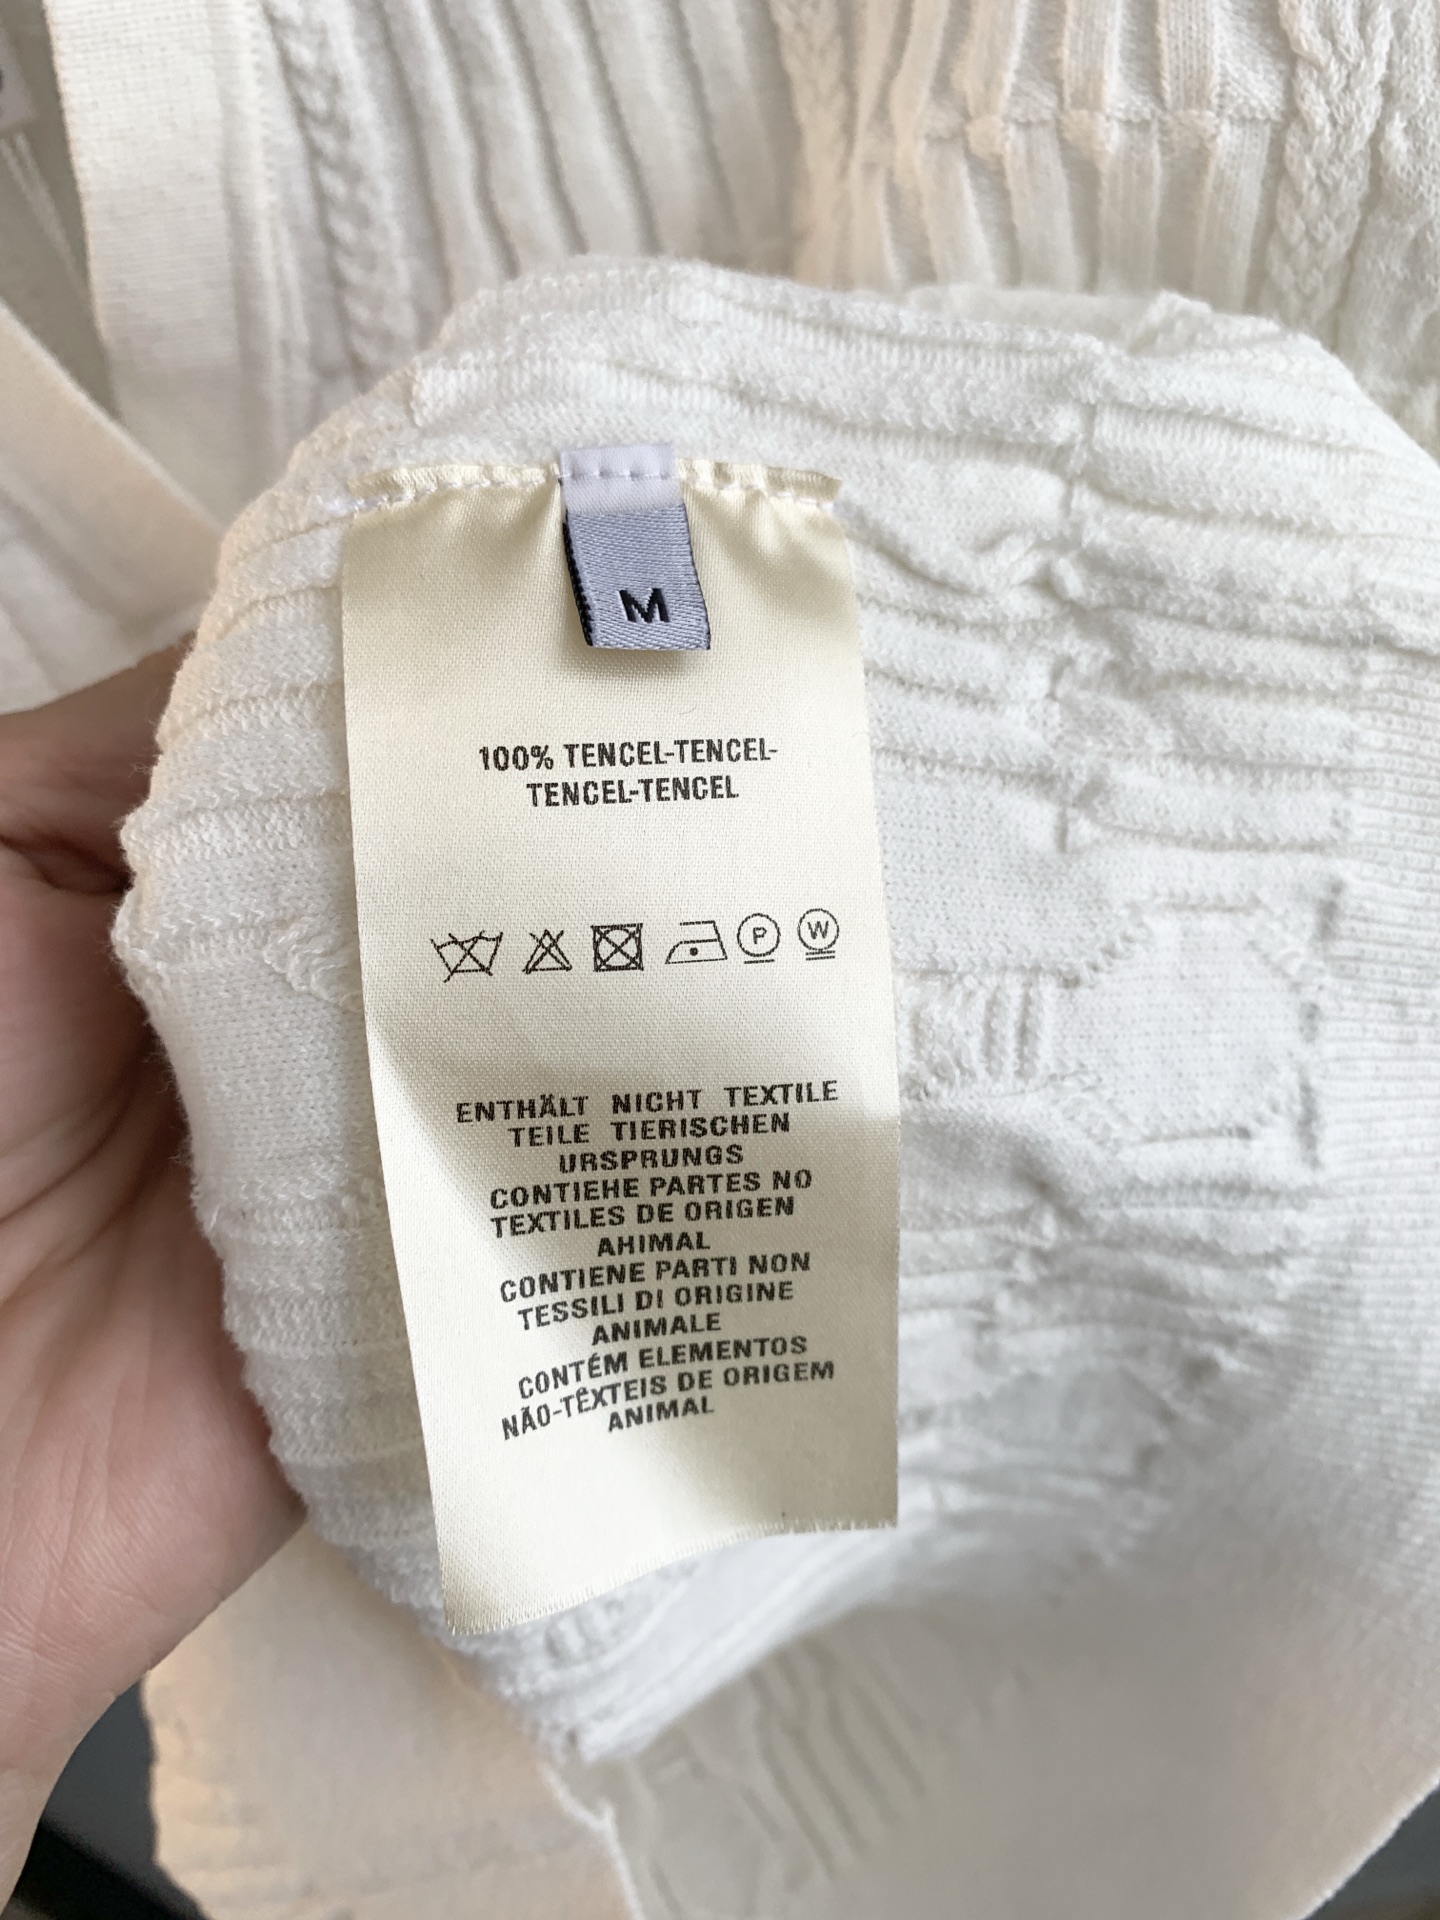 M
100% TENCEL-TENCEL-
TENCEL-TENCEL
P W
ENTHÄLT NICHT TEXTILE
TEILE TIERISCHEN
URSPRUNGS
CONTIEHE PARTES NO
TEXTILES DE ORIGEN
AHIMAL
CONTIENE PARTI NON
TESSILI DI ORIGINE
ANIMALE
CONTÉM ELEMENTOS
NÃO-TÊXTEIS DE ORIGEM
ANIMAL